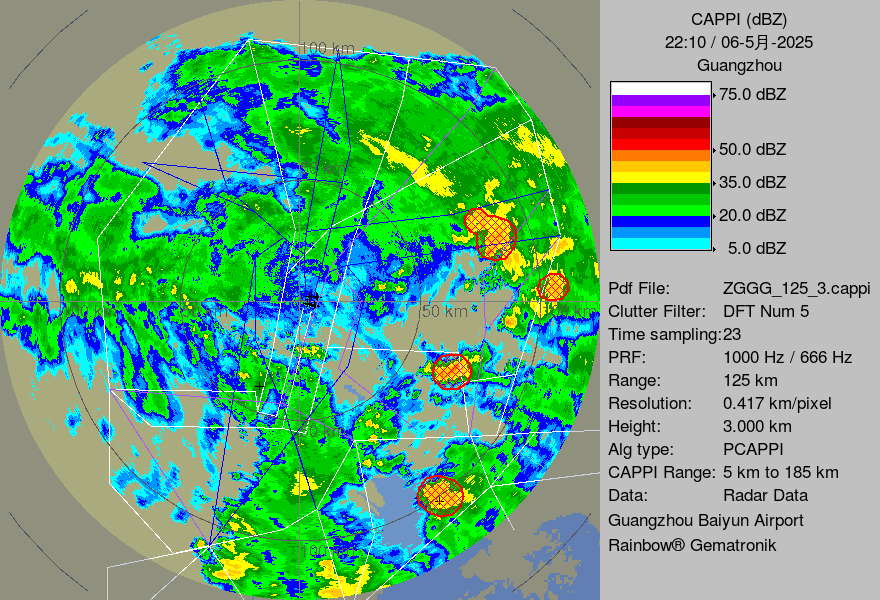 CAPPI (dBZ)
22:10 / 06-5月-2025
Guangzhou
75.0 dBZ
50.0 dBZ
35.0 dBZ
20.0 dBZ
5.0 dBZ
Pdf File: ZGGG_125_3.cappi
Clutter Filter: DFT Num 5
Time sampling:23
PRF: 1000 Hz / 666 Hz
Range: 125 km
Resolution: 0.417 km/pixel
Height: 3.000 km
Alg type: PCAPPI
CAPPI Range: 5 km to 185 km
Data: Radar Data
Guangzhou Baiyun Airport
Rainbow® Gematronik
100 km
50 km
100 km